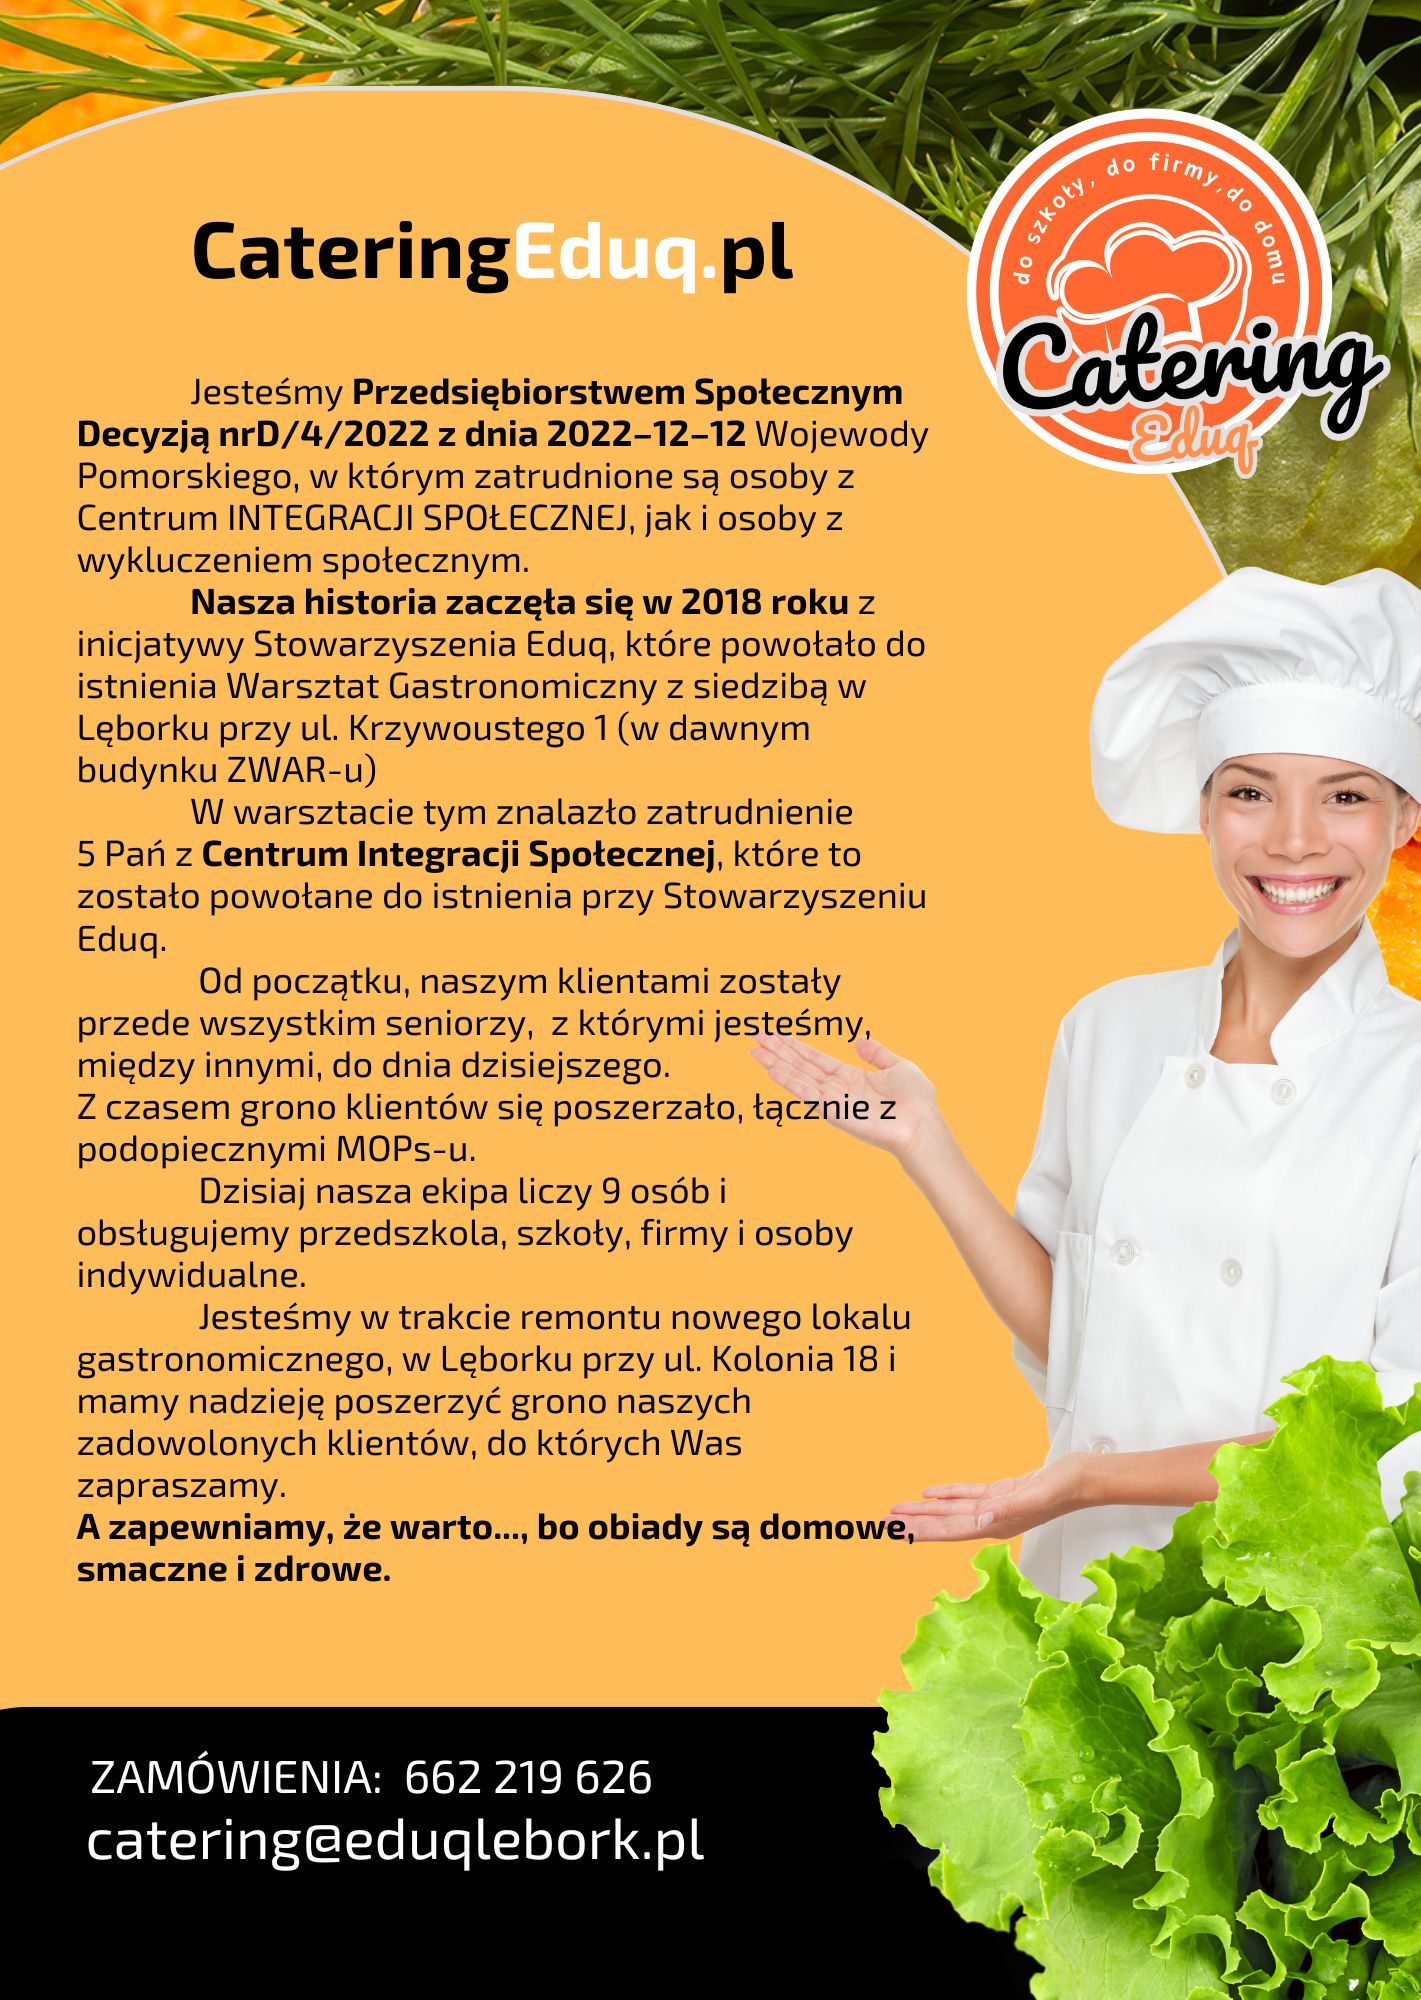 do szkoły, do firmy, do domu
Catering
Eduq
CateringEduq.pl
Jesteśmy Przedsiębiorstwem Społecznym
Decyzją nrD/4/2022 z dnia 2022–12–12 Wojewody
Pomorskiego, w którym zatrudnione są osoby z
Centrum INTEGRACJI SPOŁECZNEJ, jak i osoby z
wykluczeniem społecznym.
Nasza historia zaczęła się w 2018 roku z
inicjatywy Stowarzyszenia Eduq, które powołało do
istnienia Warsztat Gastronomiczny z siedzibą w
Lęborku przy ul. Krzywoustego 1 (w dawnym
budynku ZWAR-u)
W warsztacie tym znalazło zatrudnienie
5 Pań z Centrum Integracji Społecznej, które to
zostało powołane do istnienia przy Stowarzyszeniu
Eduq.
Od początku, naszym klientami zostały
przede wszystkim seniorzy, z którymi jesteśmy,
między innymi, do dnia dzisiejszego.
Z czasem grono klientów się poszerzało, łącznie z
podopiecznymi MOPs-u.
Dzisiaj nasza ekipa liczy 9 osób i
obsługujemy przedszkola, szkoły, firmy i osoby
indywidualne.
Jesteśmy w trakcie remontu nowego lokalu
gastronomicznego, w Lęborku przy ul. Kolonia 18 i
mamy nadzieję poszerzyć grono naszych
zadowolonych klientów, do których Was
zapraszamy.
A zapewniamy, że warto..., bo obiady są domowe,
smaczne i zdrowe.
ZAMÓWIENIA: 662 219 626
catering@eduqlebork.pl